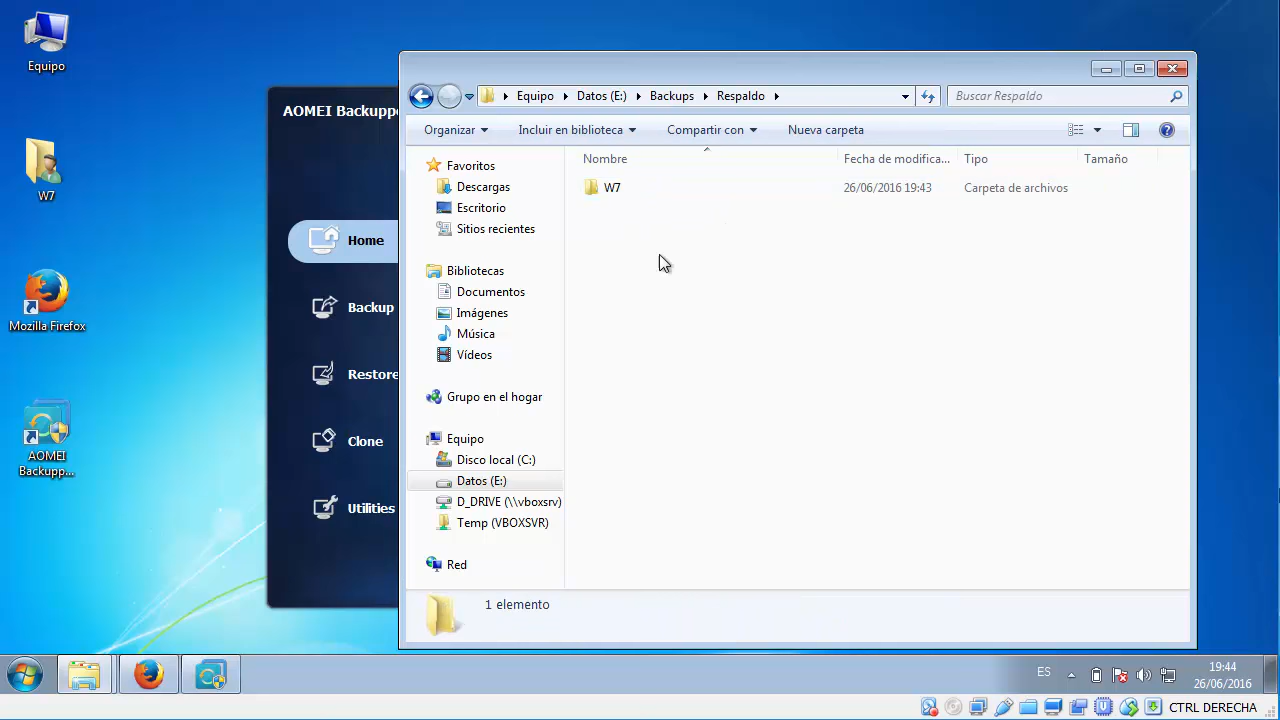 Equipo
W7
Mozilla Firefox
AOMEI
Backupp...
AOMEI Backuppe
Home
Backup
Restore
Clone
Utilities
Equipo
Datos (E:)
Backups
Respaldo
Buscar Respaldo
Organizar
Incluir en biblioteca
Compartir con
Nueva carpeta
Favoritos
Descargas
Escritorio
Sitios recientes
Bibliotecas
Documentos
Imágenes
Música
Vídeos
Grupo en el hogar
Equipo
Disco local (C:)
Datos (E:)
D_DRIVE (\\vboxsrv)
Temp (VBOXSVR)
Red
Nombre
Fecha de modifica...
Tipo
Tamaño
W7
26/06/2016 19:43
Carpeta de archivos
1 elemento
ES
19:44
26/06/2016
CTRL DERECHA